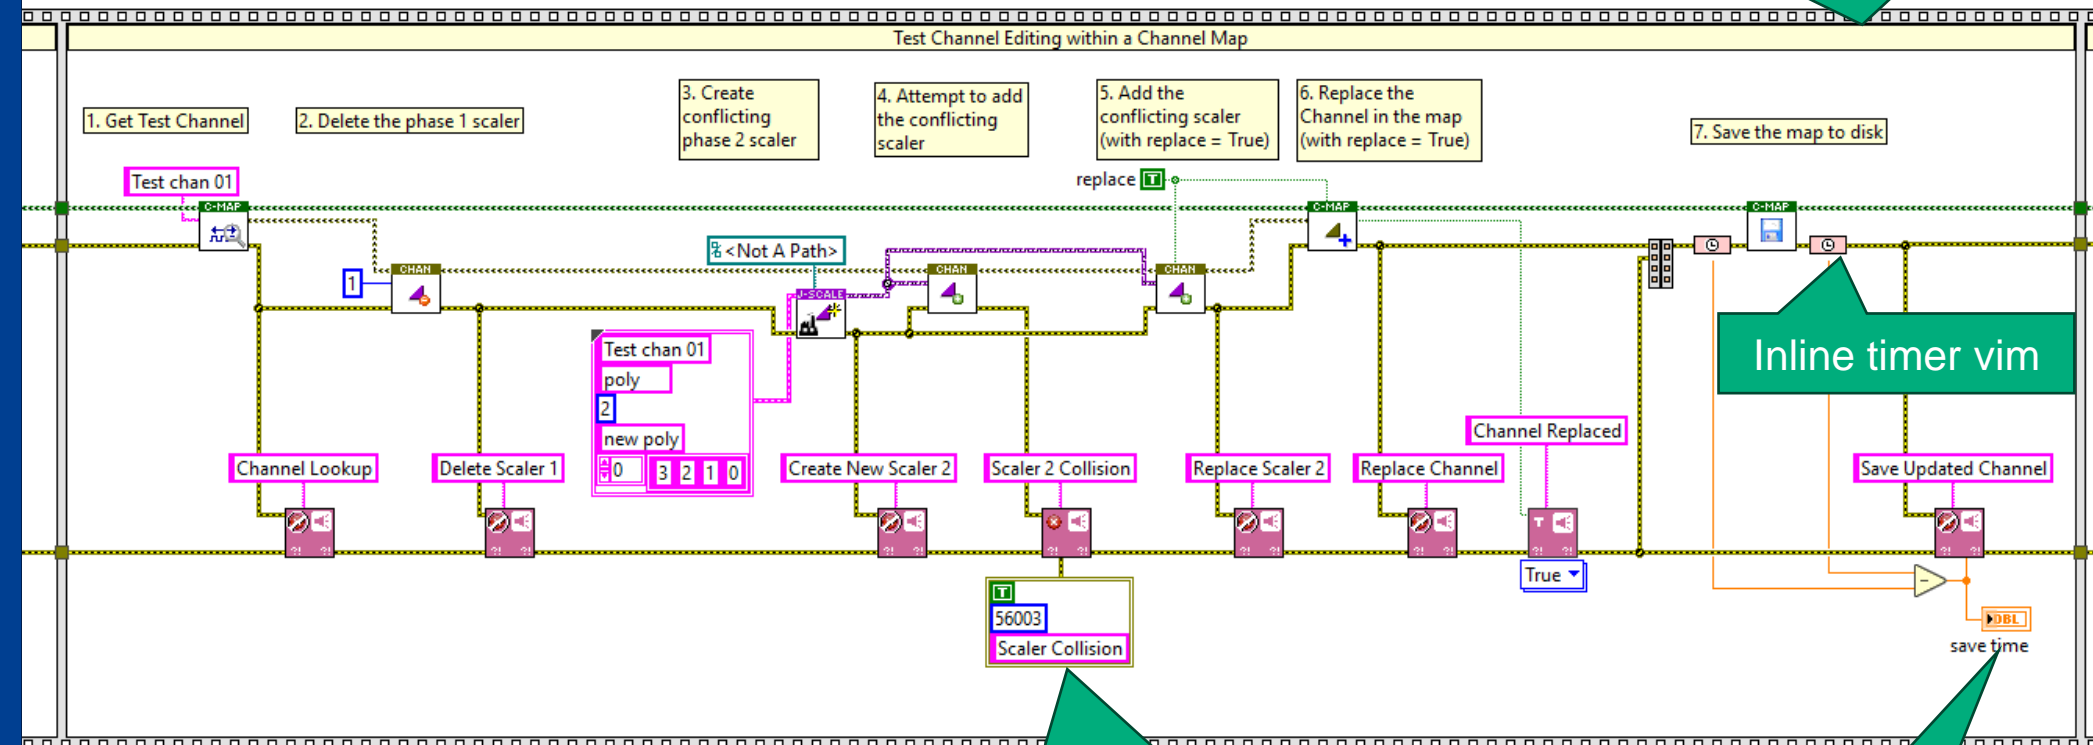 Test Channel Editing within a Channel Map
1. Get Test Channel
2. Delete the phase 1 scaler
3. Create
conflicting
phase 2 scaler
4. Attempt to add
the conflicting
scaler
5. Add the
conflicting scaler
(with replace = True)
6. Replace the
Channel in the map
(with replace = True)
7. Save the map to disk
Test chan 01
replace T
C-MAP
C-MAP
C-MAP
<Not A Path>
1
CHAN
J-SCALE
CHAN
CHAN
Inline timer vim
Test chan 01
poly
2
new poly
0 3 2 1 0
Channel Replaced
Channel Lookup
Delete Scaler 1
Create New Scaler 2
Scaler 2 Collision
Replace Scaler 2
Replace Channel
Save Updated Channel
T
?! ?!
?! ?!
?! ?!
?! ?!
?! ?!
?! ?!
?! ?!
?! ?!
True
T
56003
Scaler Collision
DBL
save time